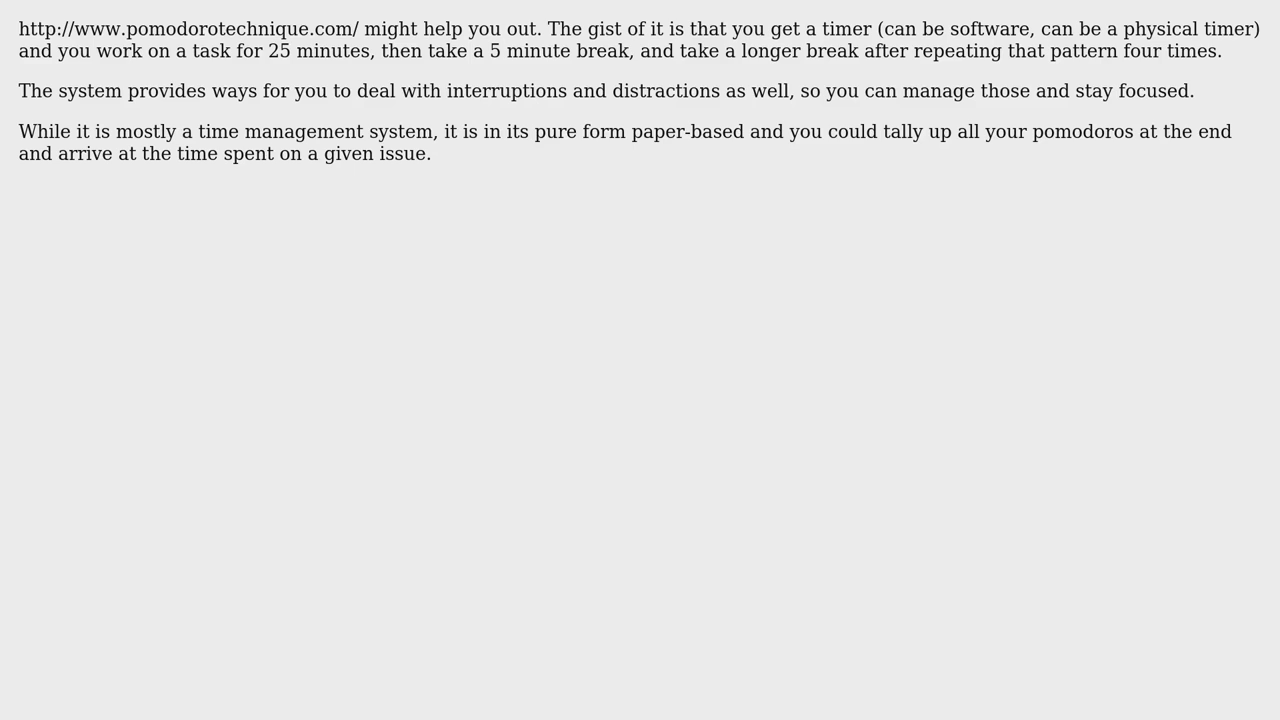 http://www.pomodorotechnique.com/ might help you out. The gist of it is that you get a timer (can be software, can be a physical timer)
and you work on a task for 25 minutes, then take a 5 minute break, and take a longer break after repeating that pattern four times.
The system provides ways for you to deal with interruptions and distractions as well, so you can manage those and stay focused.
While it is mostly a time management system, it is in its pure form paper-based and you could tally up all your pomodoros at the end
and arrive at the time spent on a given issue.